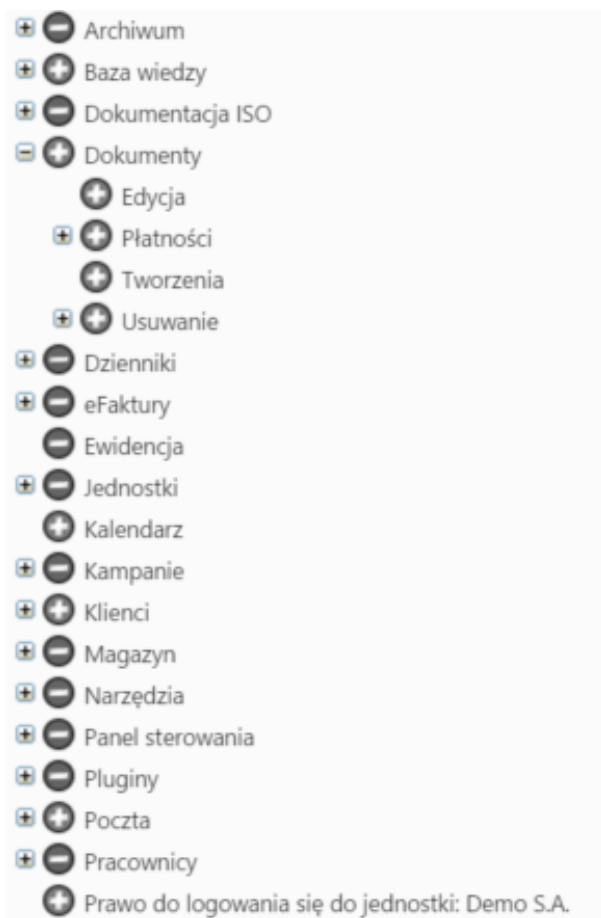 Archiwum
Baza wiedzy
Dokumentacja ISO
Dokumenty
Edycja
Płatności
Tworzenia
Usuwanie
Dzienniki
eFaktury
Ewidencja
Jednostki
Kalendarz
Kampanie
Klienci
Magazyn
Narzędzia
Panel sterowania
Pluginy
Poczta
Pracownicy
Prawo do logowania się do jednostki: Demo S.A.